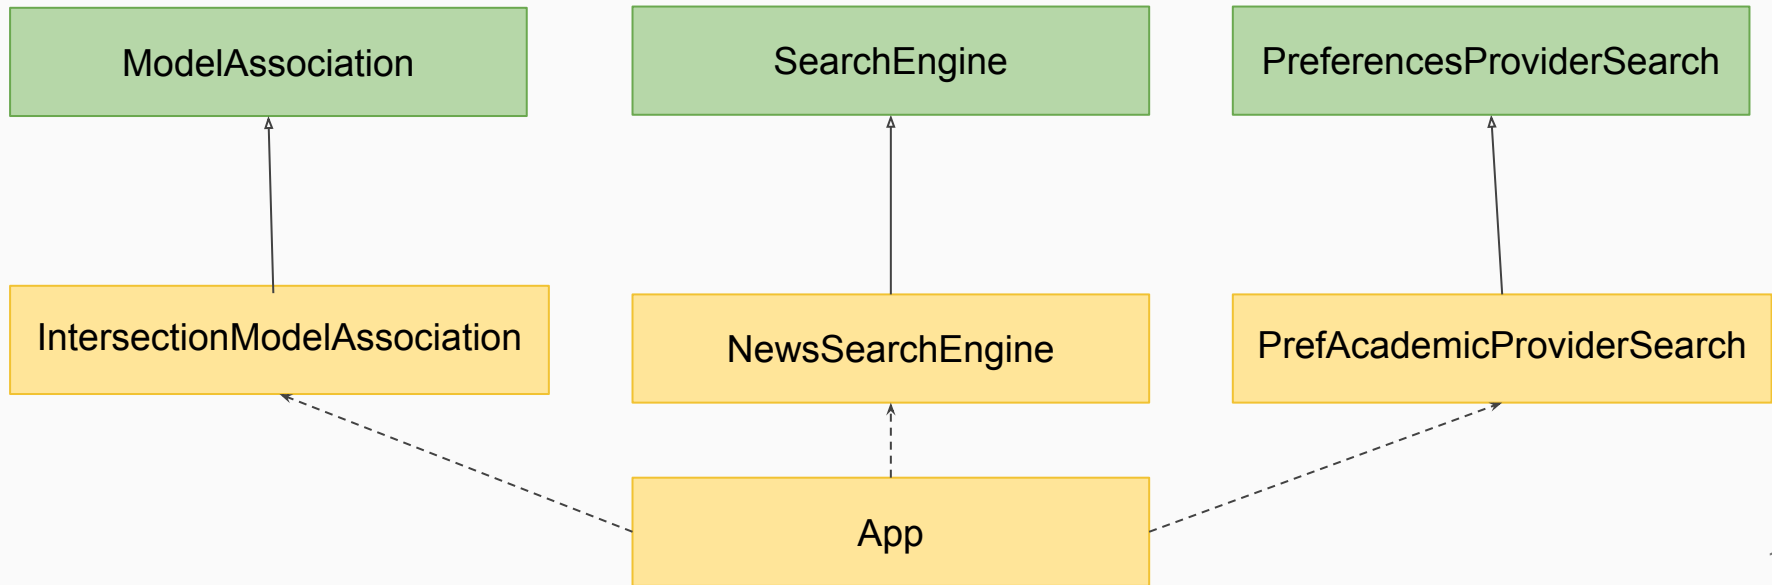 ModelAssociation
SearchEngine
PreferencesProviderSearch
IntersectionModelAssociation
NewsSearchEngine
PrefAcademicProviderSearch
App